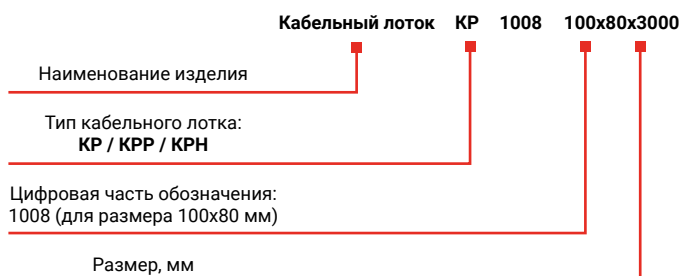 Кабельный лоток КР 1008 100х80х3000
Наименование изделия
Тип кабельного лотка:
КР / КРР / КРН
Цифровая часть обозначения:
1008 (для размера 100х80 мм)
Размер, мм